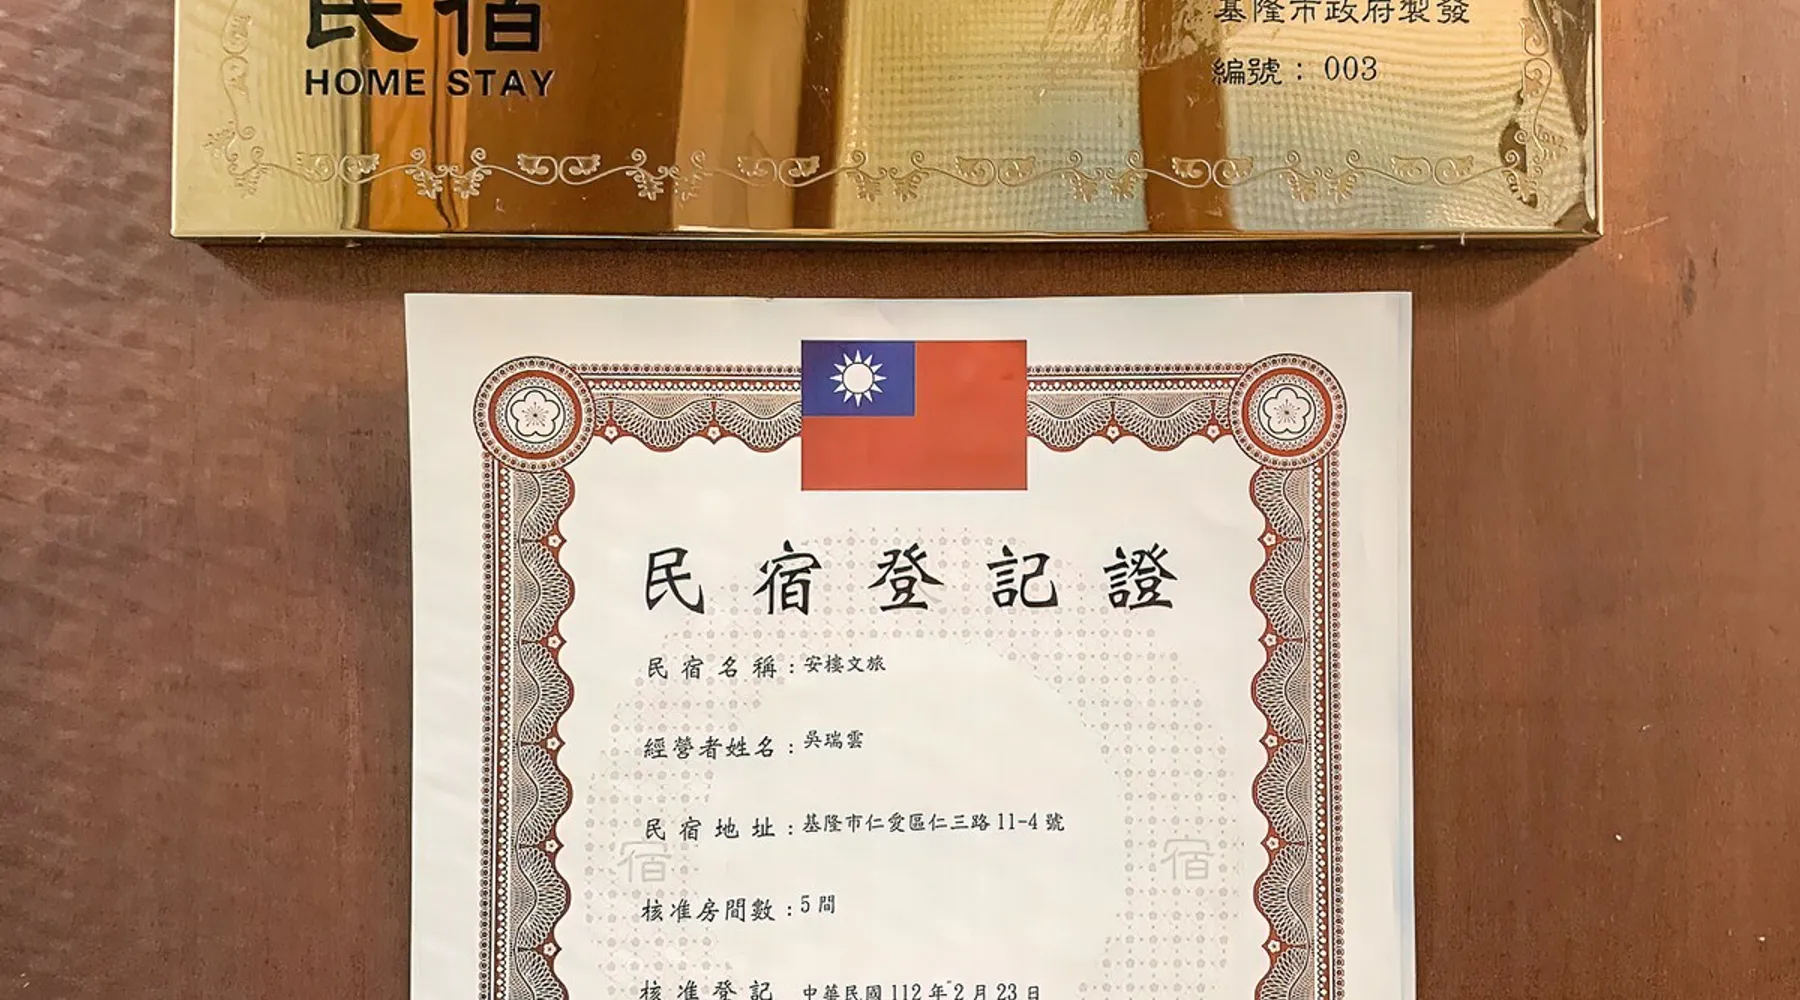 民宿
HOME STAY
基隆市政府製發
編號：003
民宿登記證
民宿名稱：安樓文旅
經營者姓名：吳瑞雲
民宿地址：基隆市仁愛區仁三路11-4號
宿 宿
核准房間數：5間
核准登記 中華民國112年2月23日